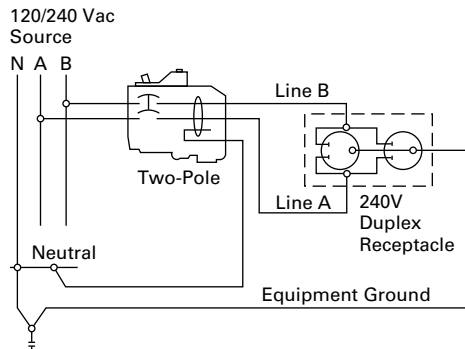 120/240 Vac
Source
N A B
Line B
Two-Pole
Line A
240V
Duplex
Receptacle
Neutral
Equipment Ground